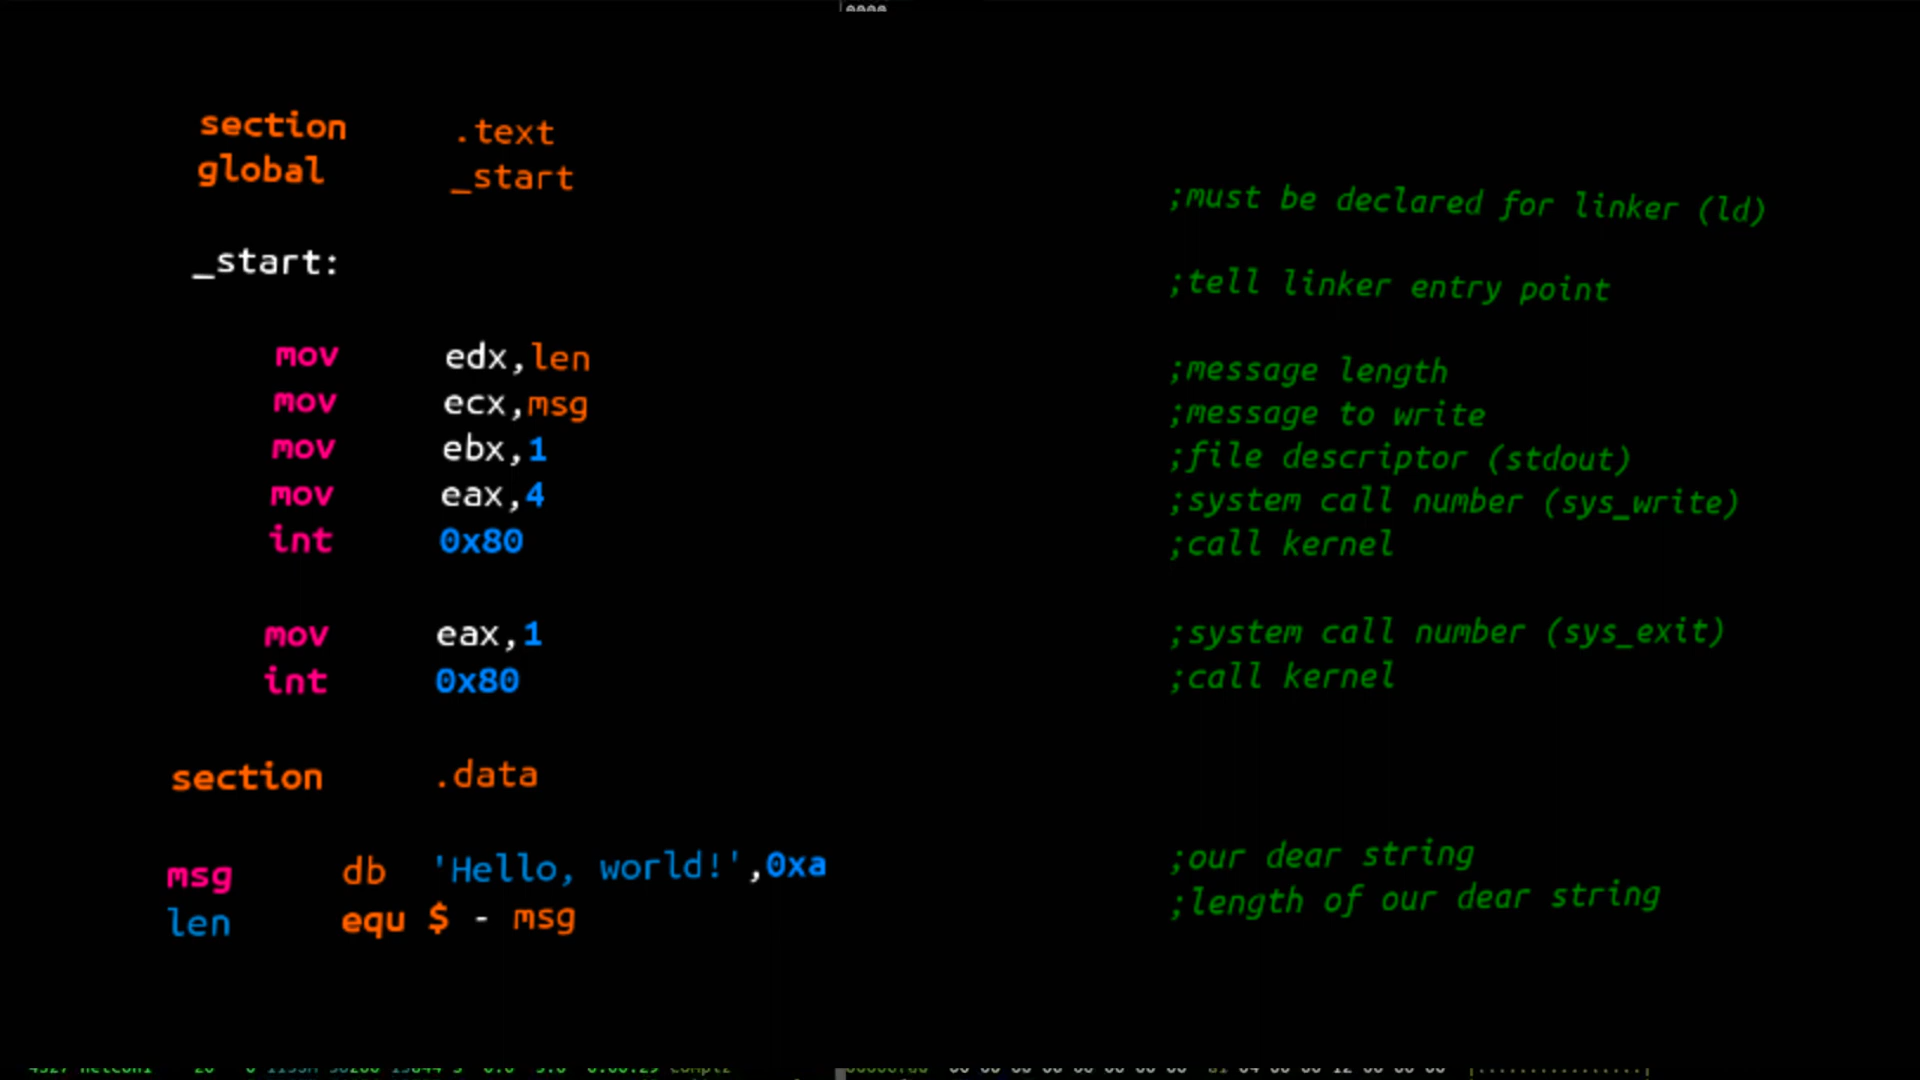 0000
section .text
global _start ;must be declared for linker (ld)
_start: ;tell linker entry point
mov edx,len ;message length
mov ecx,msg ;message to write
mov ebx,1 ;file descriptor (stdout)
mov eax,4 ;system call number (sys_write)
int 0x80 ;call kernel
mov eax,1 ;system call number (sys_exit)
int 0x80 ;call kernel
section .data
msg db 'Hello, world!',0xa ;our dear string
len equ $ - msg ;length of our dear string